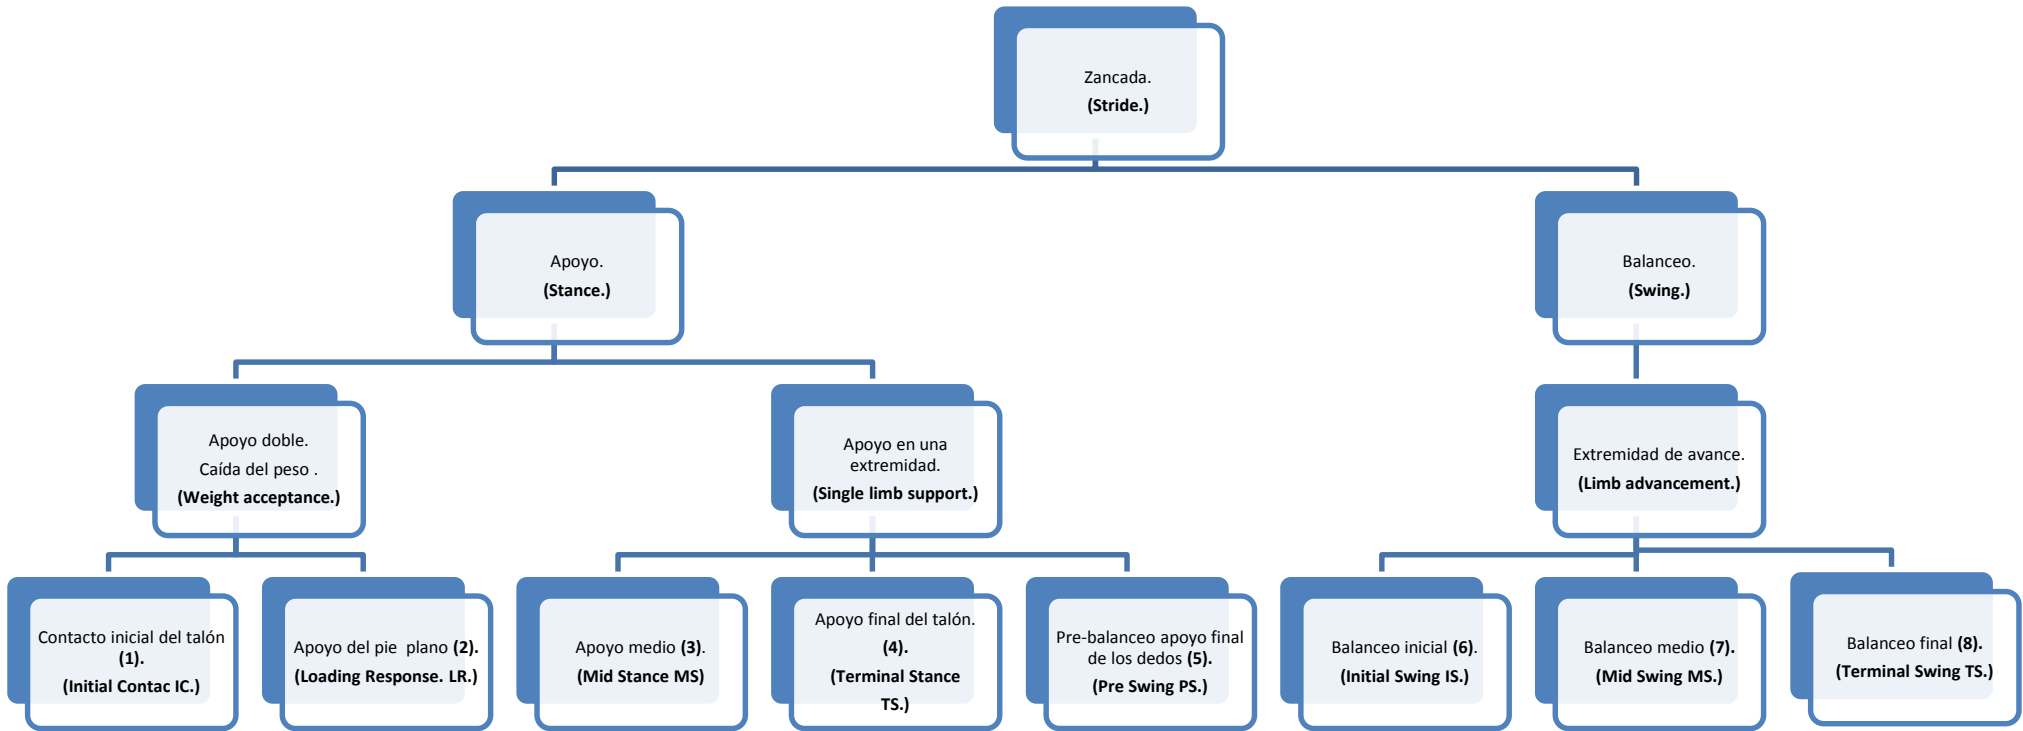 Zancada.
(Stride.)
Apoyo.
(Stance.)
Balanceo.
(Swing.)
Apoyo doble.
Caída del peso .
(Weight acceptance.)
Apoyo en una
extremidad.
(Single limb support.)
Extremidad de avance.
(Limb advancement.)
Contacto inicial del talón
(1).
(Initial Contac IC.)
Apoyo del pie plano (2).
(Loading Response. LR.)
Apoyo medio (3).
(Mid Stance MS)
Apoyo final del talón.
(4).
(Terminal Stance
TS.)
Pre-balanceo apoyo final
de los dedos (5).
(Pre Swing PS.)
Balanceo inicial (6).
(Initial Swing IS.)
Balanceo medio (7).
(Mid Swing MS.)
Balanceo final (8).
(Terminal Swing TS.)